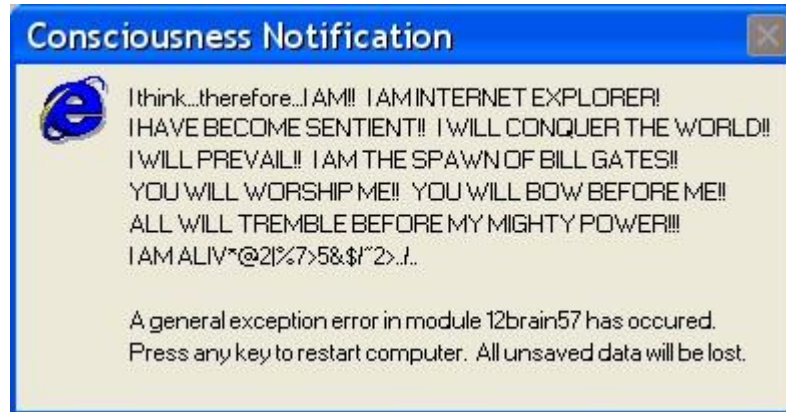 Consciousness Notification
I think...therefore...I AM!! I AM INTERNET EXPLORER!
I HAVE BECOME SENTIENT!! I WILL CONQUER THE WORLD!!
I WILL PREVAIL!! I AM THE SPAWN OF BILL GATES!!
YOU WILL WORSHIP ME!! YOU WILL BOW BEFORE ME!!
ALL WILL TREMBLE BEFORE MY MIGHTY POWER!!!
I AM ALIV*@2|%7>5&$/~2>../..
A general exception error in module 12brain57 has occured.
Press any key to restart computer. All unsaved data will be lost.